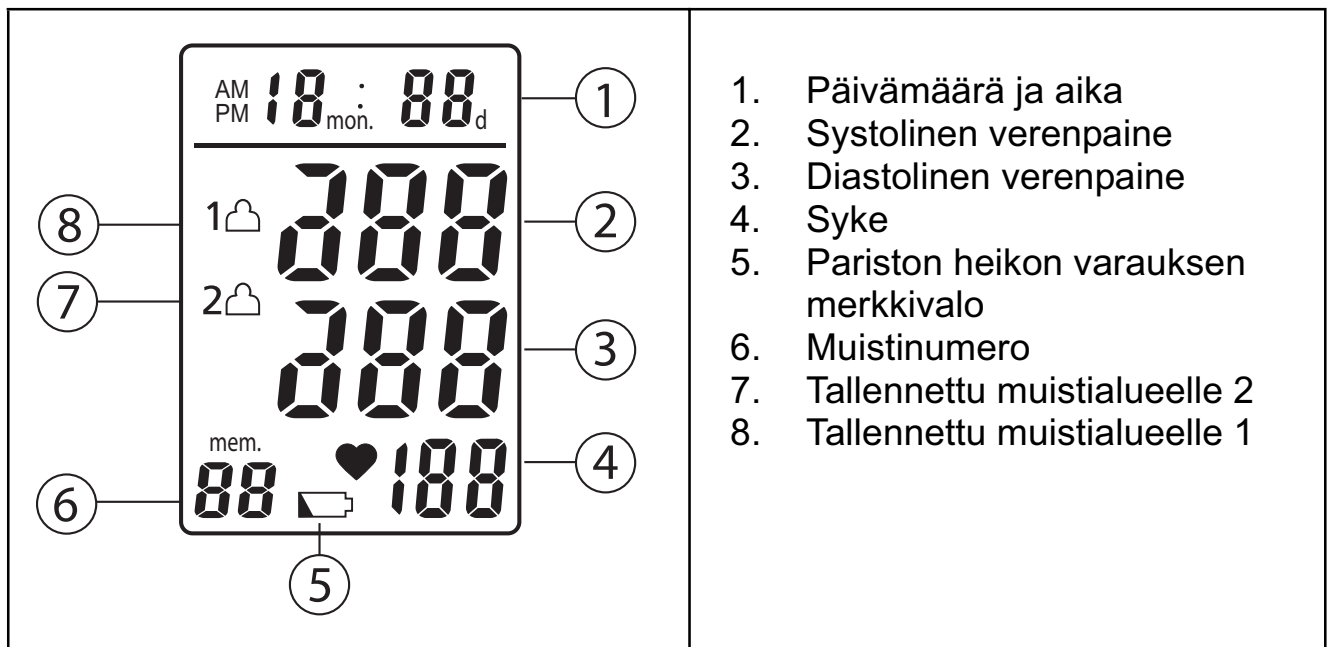 AM
PM
18 mon. : 88 d
1
8
1
288
2
7
2
288
3
mem.
88
188
4
6
5
1. Päivämäärä ja aika
2. Systolinen verenpaine
3. Diastolinen verenpaine
4. Syke
5. Pariston heikon varauksen
merkkivalo
6. Muistinumero
7. Tallennettu muistialueelle 2
8. Tallennettu muistialueelle 1